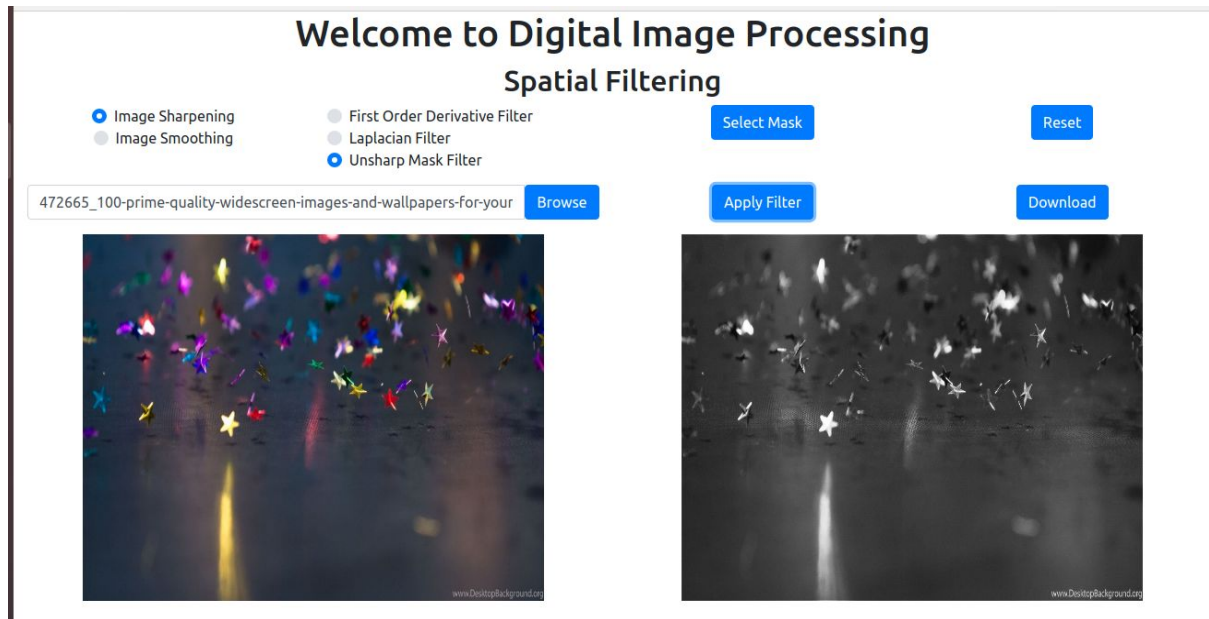 Welcome to Digital Image Processing
Spatial Filtering
Image Sharpening
Image Smoothing
First Order Derivative Filter
Laplacian Filter
Unsharp Mask Filter
Select Mask
Reset
472665_100-prime-quality-widescreen-images-and-wallpapers-for-your
Browse
Apply Filter
Download
www.DesktopBackground.org
www.DesktopBackground.org